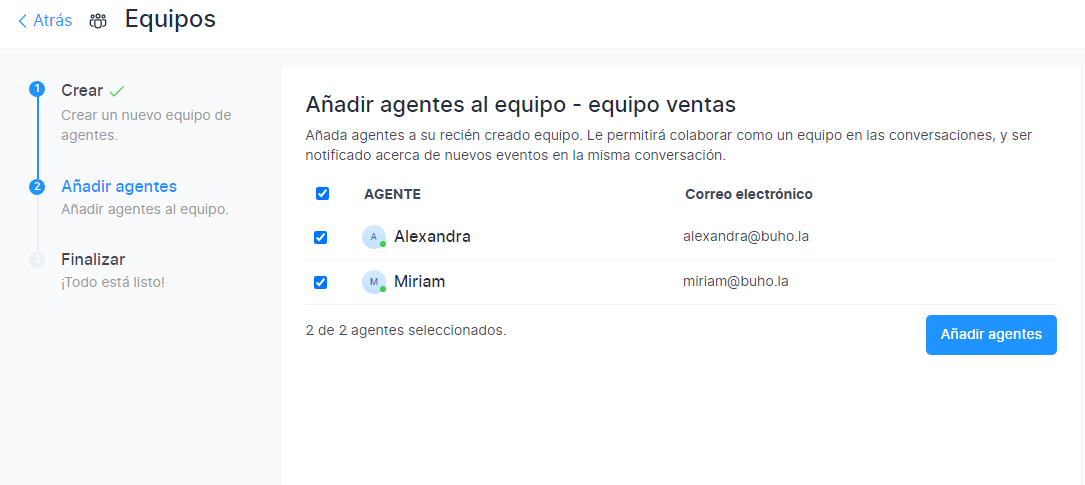 Atrás
Equipos
1
Crear
Crear un nuevo equipo de
agentes.
2
Añadir agentes
Añadir agentes al equipo.
3
Finalizar
¡Todo está listo!
Añadir agentes al equipo - equipo ventas
Añada agentes a su recién creado equipo. Le permitirá colaborar como un equipo en las conversaciones, y ser
notificado acerca de nuevos eventos en la misma conversación.
AGENTE Correo electrónico
A Alexandra alexandra@buho.la
M Miriam miriam@buho.la
2 de 2 agentes seleccionados.
Añadir agentes